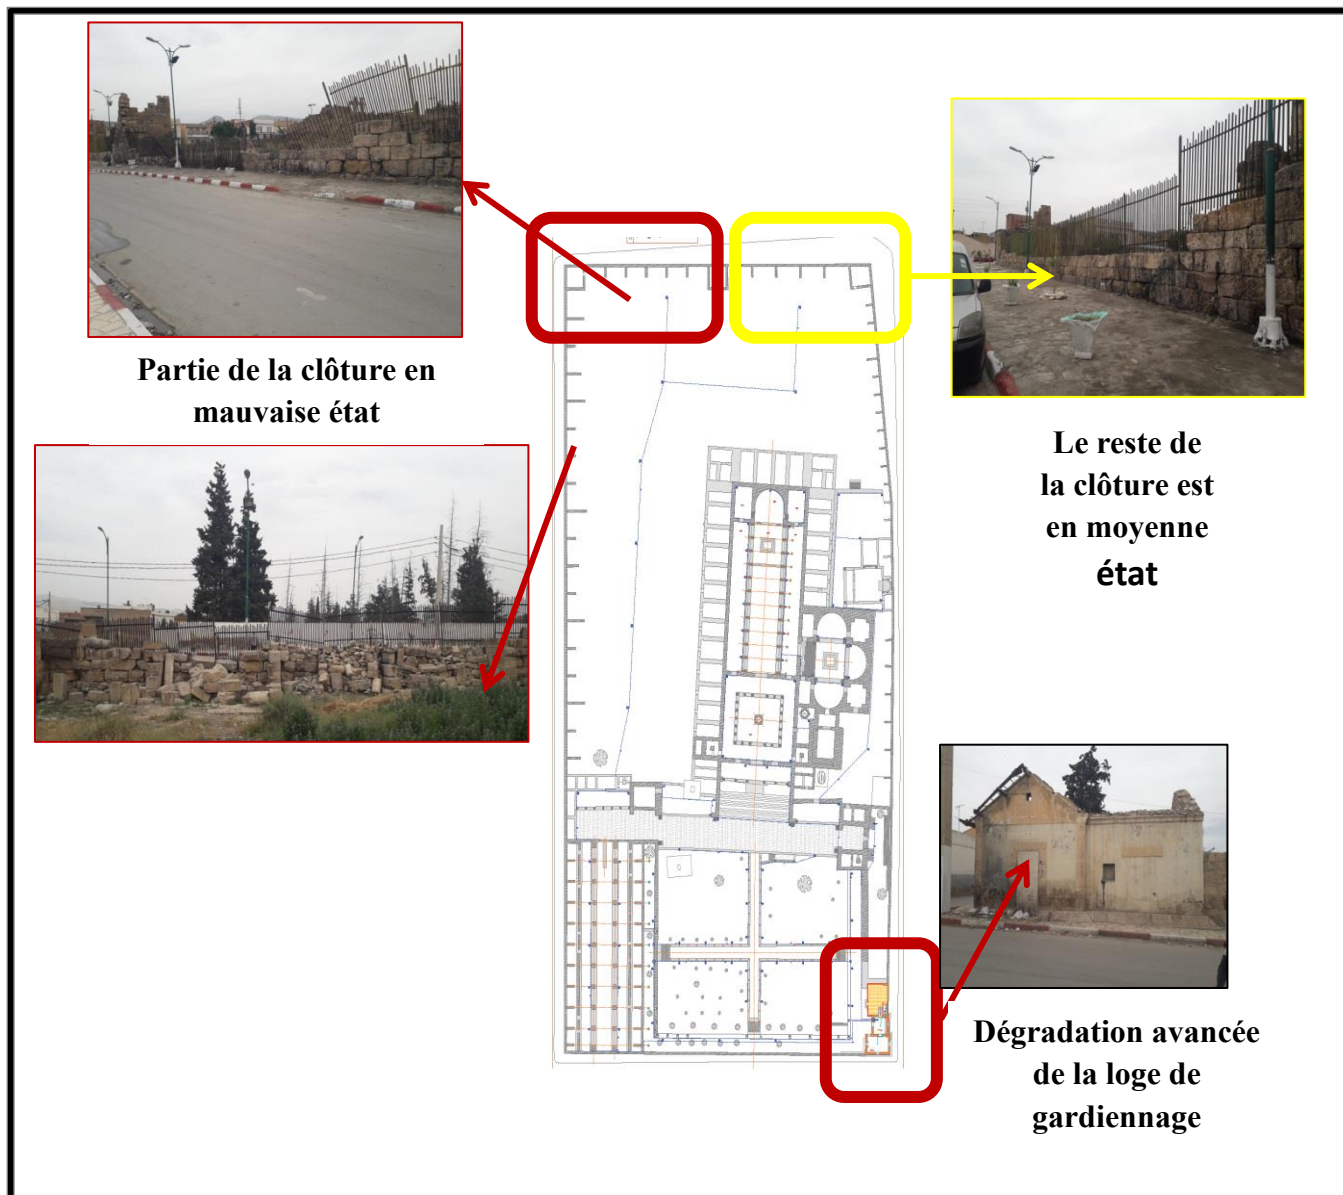 Partie de la clôture en
mauvaise état
Le reste de
la clôture est
en moyenne
état
Dégradation avancée
de la loge de
gardiennage